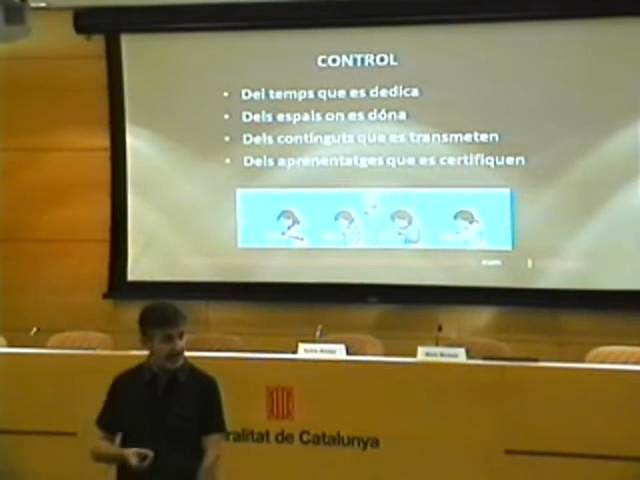 CONTROL
• Del temps que es dedica
• Dels espais on es dóna
• Dels continguts que es transmeten
• Dels aprenentatges que es certifiquen
ralitat de Catalunya